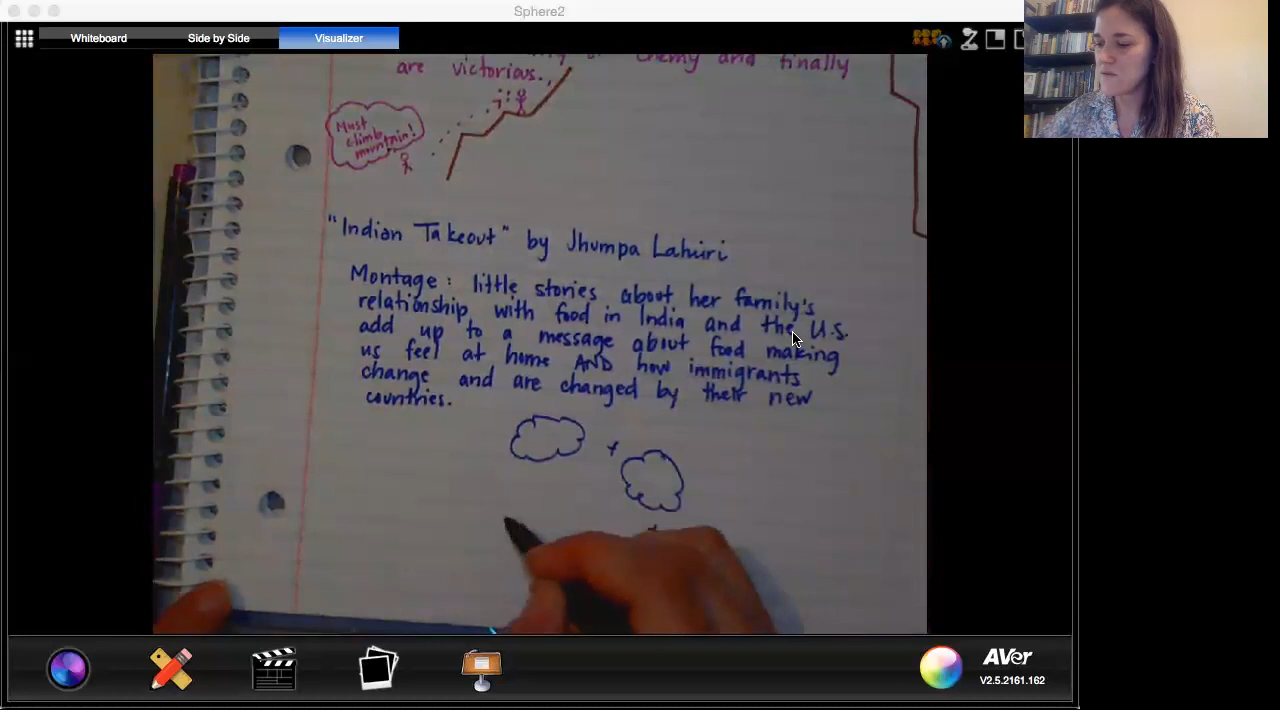 Sphere2
Whiteboard
Side by Side
Visualizer
enemy and finally
are victorious.
Must
climb
mountain!
"Indian Takeout" by Jhumpa Lahiri
Montage: little stories about her family's
relationship with food in India and the U.S.
add up to a message about food making
us feel at home AND how immigrants
change and are changed by their new
countries.
+
+
AVer
V2.5.2161.162